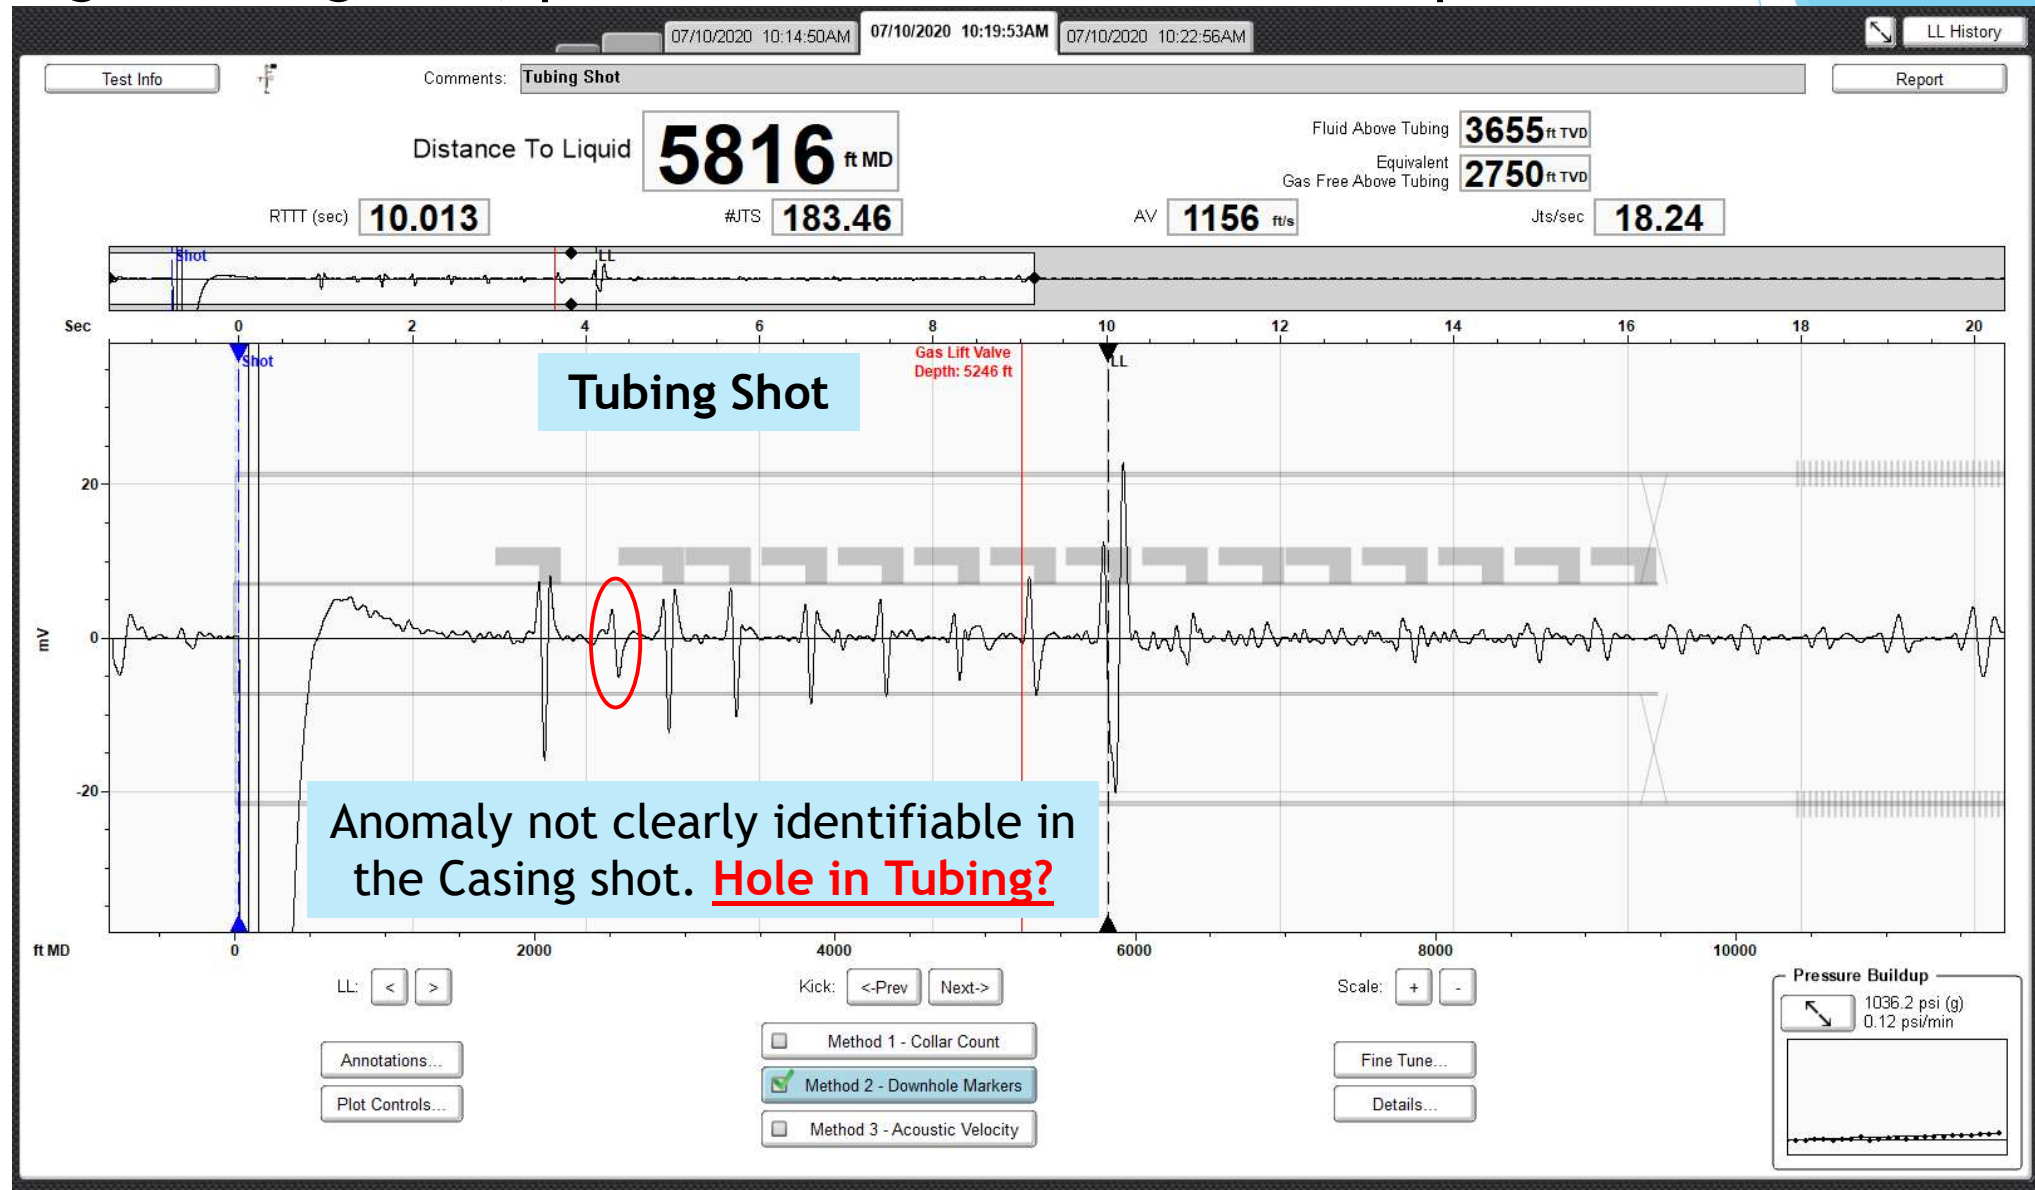 07/10/2020 10:14:50AM
07/10/2020 10:19:53AM
07/10/2020 10:22:56AM
LL History
Test Info
Comments: Tubing Shot
Report
Distance To Liquid 5816 ft MD
Fluid Above Tubing 3655 ft TVD
Equivalent
Gas Free Above Tubing 2750 ft TVD
RTTT (sec) 10.013
#JTS 183.46
AV 1156 ft/s
Jts/sec 18.24
Shot
LL
Sec 0 2 4 6 8 10 12 14 16 18 20
Shot
Gas Lift Valve
Depth: 5246 ft
LL
Tubing Shot
20
mV
0
-20
Anomaly not clearly identifiable in
the Casing shot. Hole in Tubing?
ft MD 0 2000 4000 6000 8000 10000
LL: < >
Kick: <-Prev Next->
Scale: + -
Pressure Buildup
1036.2 psi (g)
0.12 psi/min
Annotations...
Plot Controls...
Method 1 - Collar Count
Method 2 - Downhole Markers
Method 3 - Acoustic Velocity
Fine Tune...
Details...